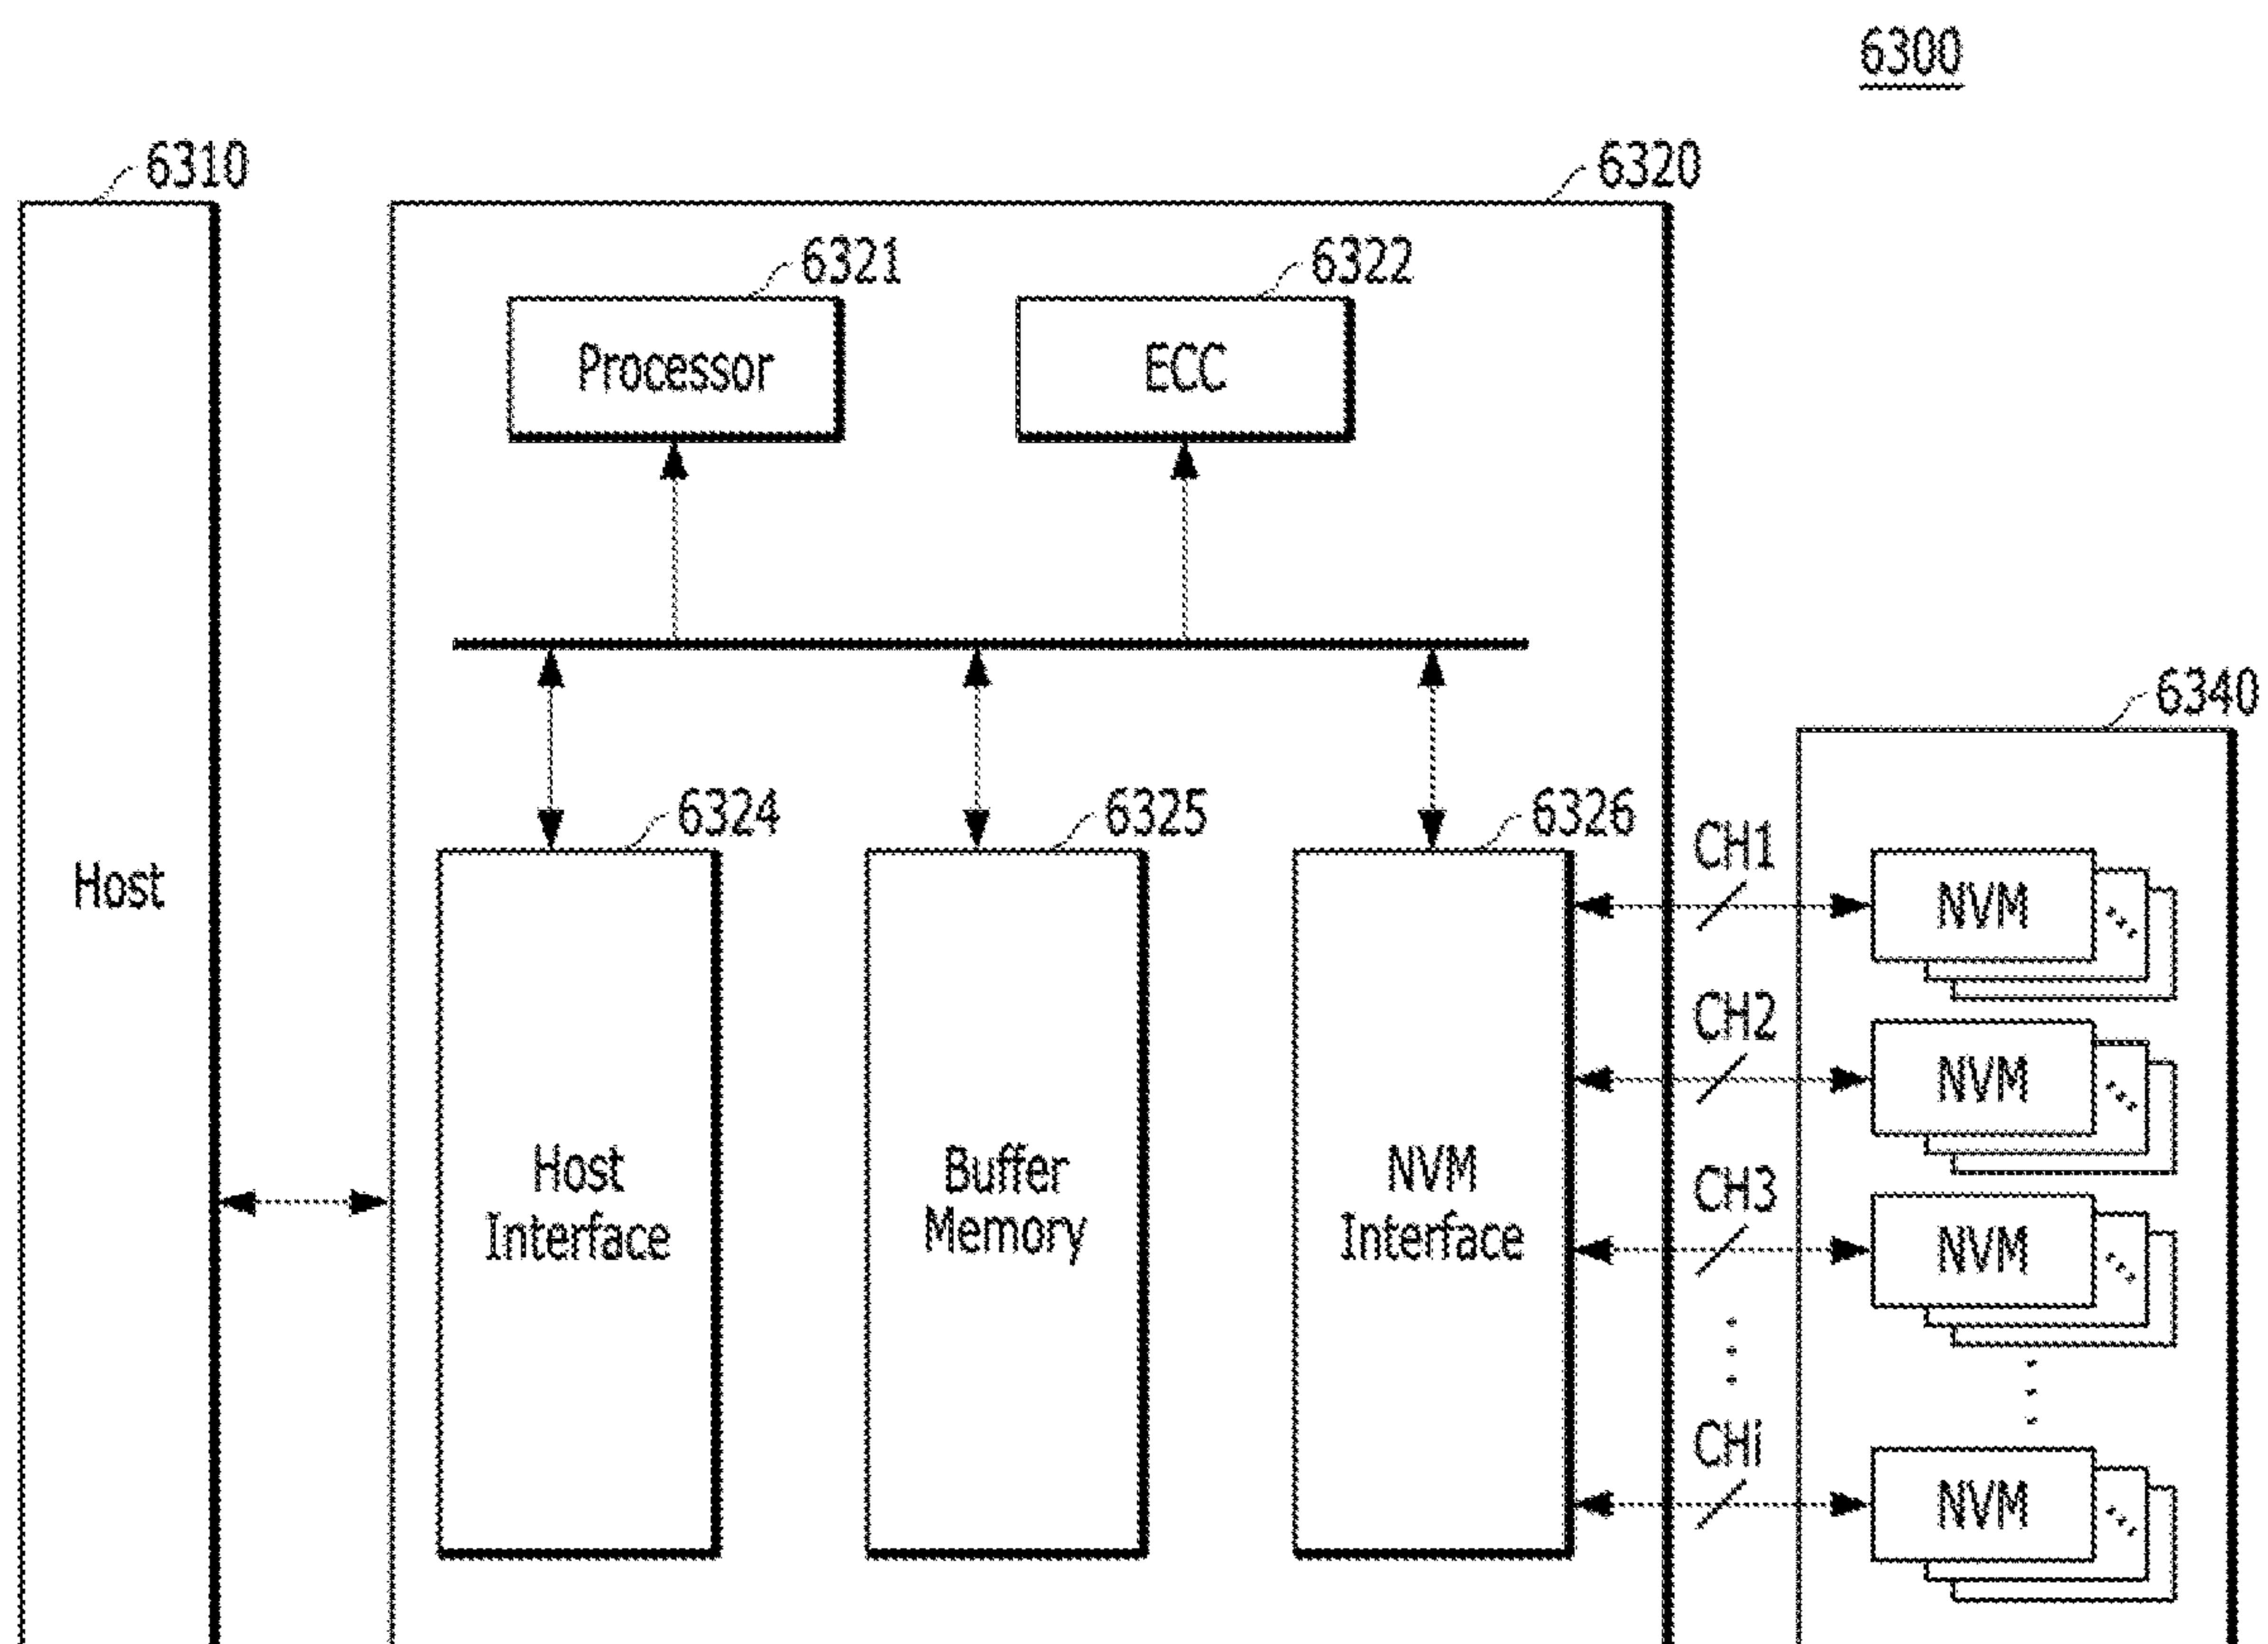 6300
6310
6320
6321
6322
Processor
ECC
6340
6324
6325
6326
CH1
Host
NVM
CH2
NVM
Host
Interface
Buffer
Memory
NVM
Interface
CH3
NVM
CHi
NVM